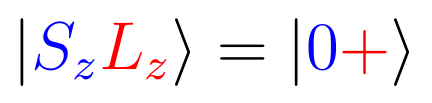 |S_z L_z⟩ = |0+⟩